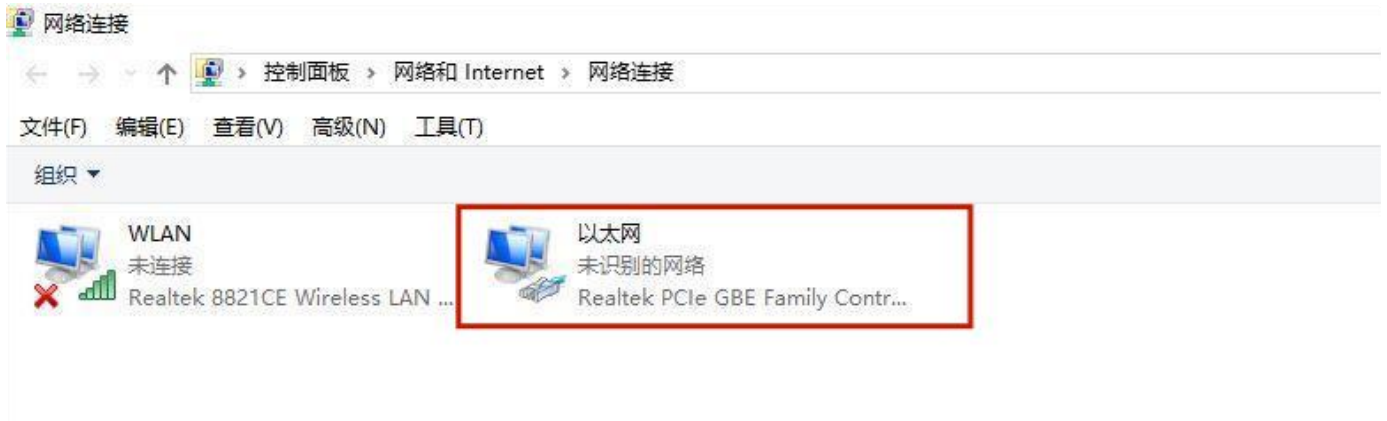 网络连接
控制面板 › 网络和 Internet › 网络连接
文件(F) 编辑(E) 查看(V) 高级(N) 工具(T)
组织
WLAN
未连接
Realtek 8821CE Wireless LAN ...
以太网
未识别的网络
Realtek PCIe GBE Family Contr...